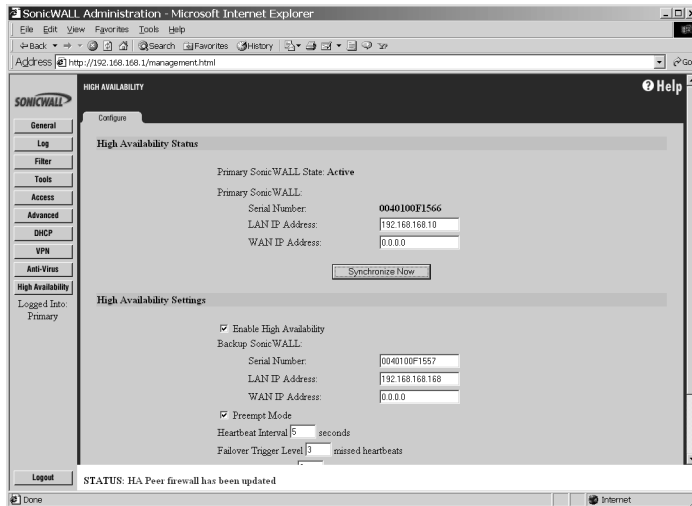 SonicWALL Administration - Microsoft Internet Explorer
File Edit View Favorites Tools Help
Back Search Favorites History
Address http://192.168.168.1/management.html Go
SONICWALL
HIGH AVAILABILITY
Help
Configure
General
Log
Filter
Tools
Access
Advanced
DHCP
VPN
Anti-Virus
High Availability
Logged Into:
Primary
High Availability Status
Primary SonicWALL State: Active
Primary SonicWALL:
Serial Number: 0040100F1566
LAN IP Address: 192.168.168.10
WAN IP Address: 0.0.0.0
Synchronize Now
High Availability Settings
Enable High Availability
Backup SonicWALL:
Serial Number: 0040100F1557
LAN IP Address: 192.168.168.168
WAN IP Address: 0.0.0.0
Preempt Mode
Heartbeat Interval 5 seconds
Failover Trigger Level 3 missed heartbeats
Logout
STATUS: HA Peer firewall has been updated
Done Internet